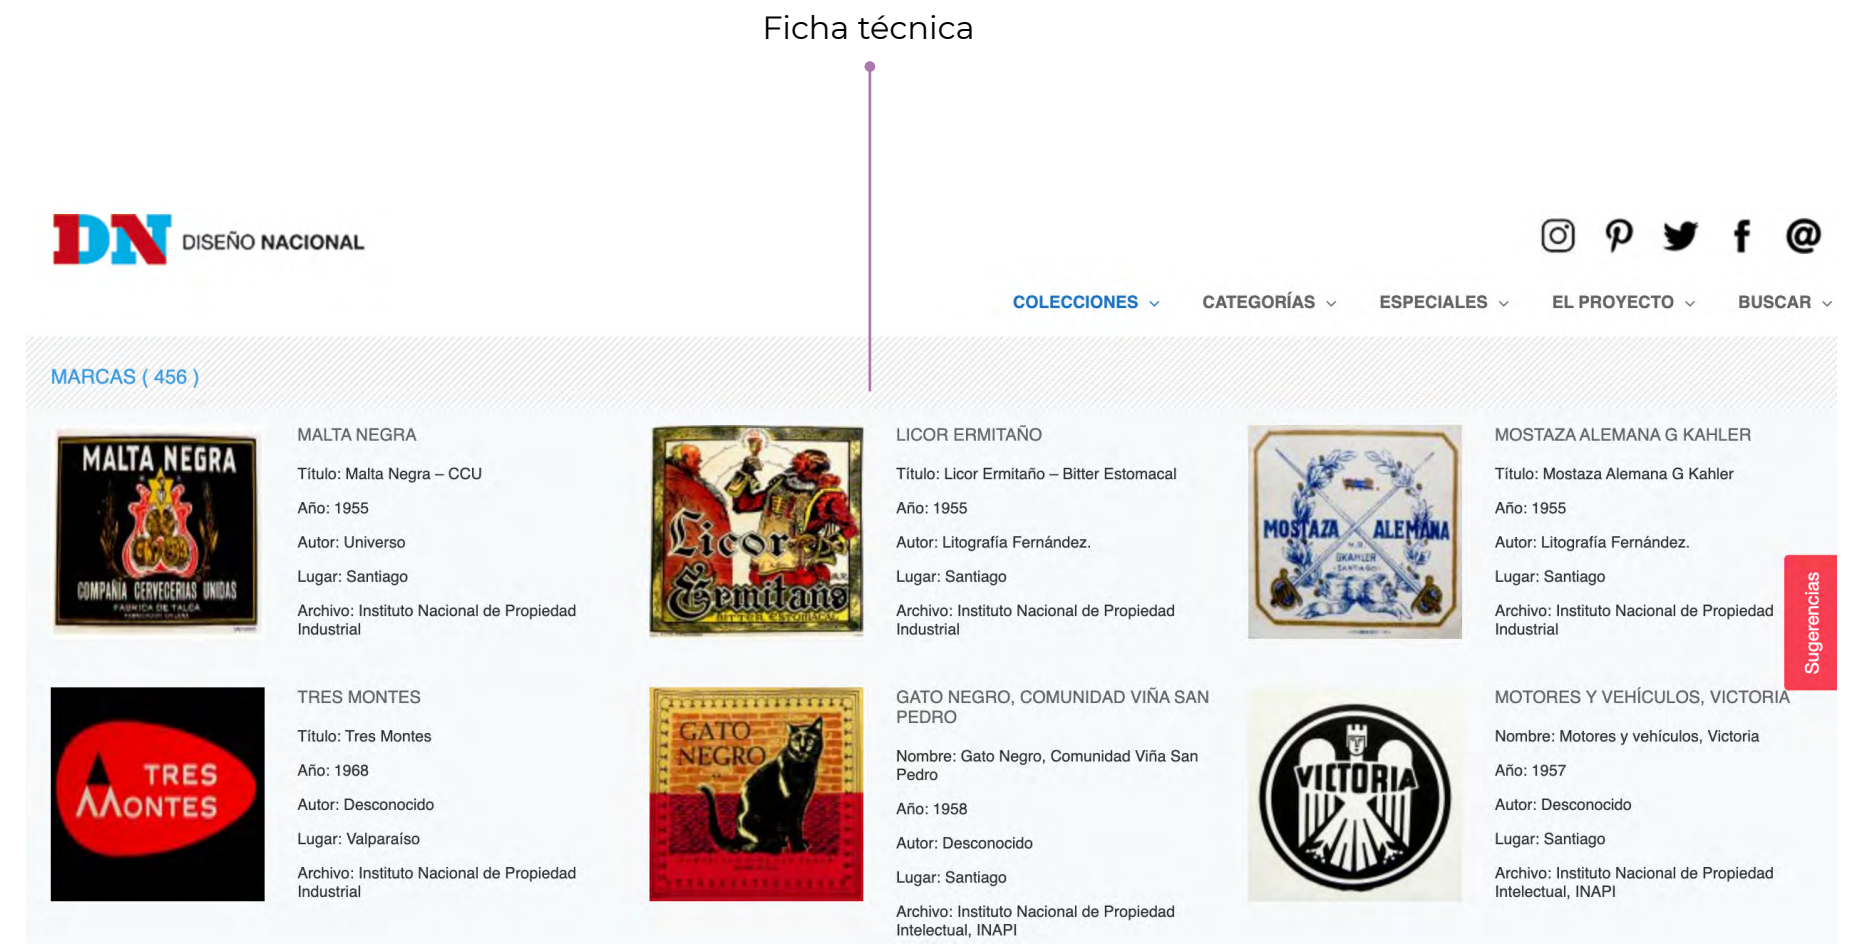 Ficha técnica
DN DISEÑO NACIONAL
COLECCIONES
CATEGORÍAS
ESPECIALES
EL PROYECTO
BUSCAR
MARCAS ( 456 )
MALTA NEGRA
COMPAÑIA CERVECERIAS UNIDAS
FABRICA DE TALCA
MALTA NEGRA
Título: Malta Negra – CCU
Año: 1955
Autor: Universo
Lugar: Santiago
Archivo: Instituto Nacional de Propiedad
Industrial
Licor
Ermitaño
BITTER ESTOMACAL
LICOR ERMITAÑO
Título: Licor Ermitaño – Bitter Estomacal
Año: 1955
Autor: Litografía Fernández.
Lugar: Santiago
Archivo: Instituto Nacional de Propiedad
Industrial
MOSTAZA ALEMANA
GKAHLER
SANTIAGO
MOSTAZA ALEMANA G KAHLER
Título: Mostaza Alemana G Kahler
Año: 1955
Autor: Litografía Fernández.
Lugar: Santiago
Archivo: Instituto Nacional de Propiedad
Industrial
Sugerencias
TRES
MONTES
TRES MONTES
Título: Tres Montes
Año: 1968
Autor: Desconocido
Lugar: Valparaíso
Archivo: Instituto Nacional de Propiedad
Industrial
GATO
NEGRO
GATO NEGRO, COMUNIDAD VIÑA SAN
PEDRO
Nombre: Gato Negro, Comunidad Viña San
Pedro
Año: 1958
Autor: Desconocido
Lugar: Santiago
Archivo: Instituto Nacional de Propiedad
Intelectual, INAPI
VICTORIA
MOTORES Y VEHÍCULOS, VICTORIA
Nombre: Motores y vehículos, Victoria
Año: 1957
Autor: Desconocido
Lugar: Santiago
Archivo: Instituto Nacional de Propiedad
Intelectual, INAPI